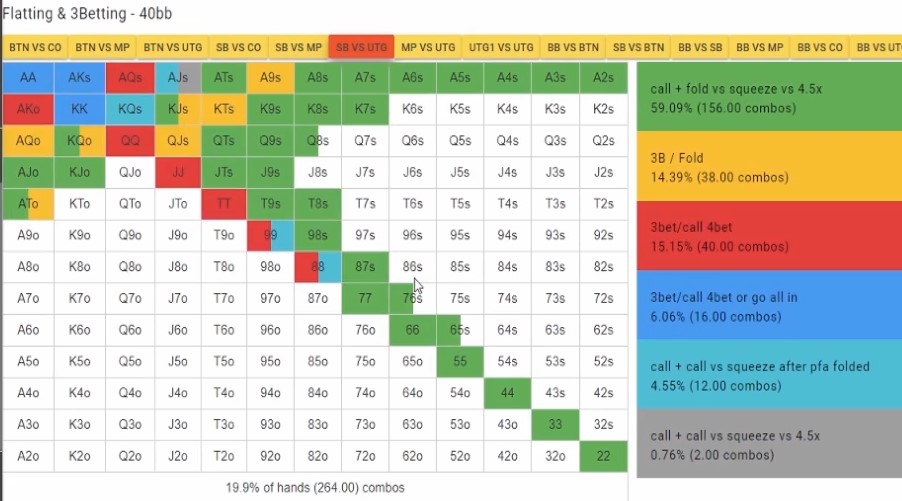 Flatting & 3Betting - 40bb
BTN VS CO BTN VS MP BTN VS UTG SB VS CO SB VS MP SB VS UTG MP VS UTG UTG1 VS UTG BB VS BTN SB VS BTN BB VS SB BB VS MP BB VS CO BB VS UT
AA AKs AQs AJs ATs A9s A8s A7s A6s A5s A4s A3s A2s
AKo KK KQs KJs KTs K9s K8s K7s K6s K5s K4s K3s K2s
AQo KQo QQ QJs QTs Q9s Q8s Q7s Q6s Q5s Q4s Q3s Q2s
AJo KJo QJo JJ JTs J9s J8s J7s J6s J5s J4s J3s J2s
ATo KTo QTo JTo TT T9s T8s T7s T6s T5s T4s T3s T2s
A9o K9o Q9o J9o T9o 99 98s 97s 96s 95s 94s 93s 92s
A8o K8o Q8o J8o T8o 98o 88 87s 86s 85s 84s 83s 82s
A7o K7o Q7o J7o T7o 97o 87o 77 76s 75s 74s 73s 72s
A6o K6o Q6o J6o T6o 96o 86o 76o 66 65s 64s 63s 62s
A5o K5o Q5o J5o T5o 95o 85o 75o 65o 55 54s 53s 52s
A4o K4o Q4o J4o T4o 94o 84o 74o 64o 54o 44 43s 42s
A3o K3o Q3o J3o T3o 93o 83o 73o 63o 53o 43o 33 32s
A2o K2o Q2o J2o T2o 92o 82o 72o 62o 52o 42o 32o 22
19.9% of hands (264.00) combos
call + fold vs squeeze vs 4.5x
59.09% (156.00 combos)
3B / Fold
14.39% (38.00 combos)
3bet/call 4bet
15.15% (40.00 combos)
3bet/call 4bet or go all in
6.06% (16.00 combos)
call + call vs squeeze after pfa folded
4.55% (12.00 combos)
call + call vs squeeze vs 4.5x
0.76% (2.00 combos)